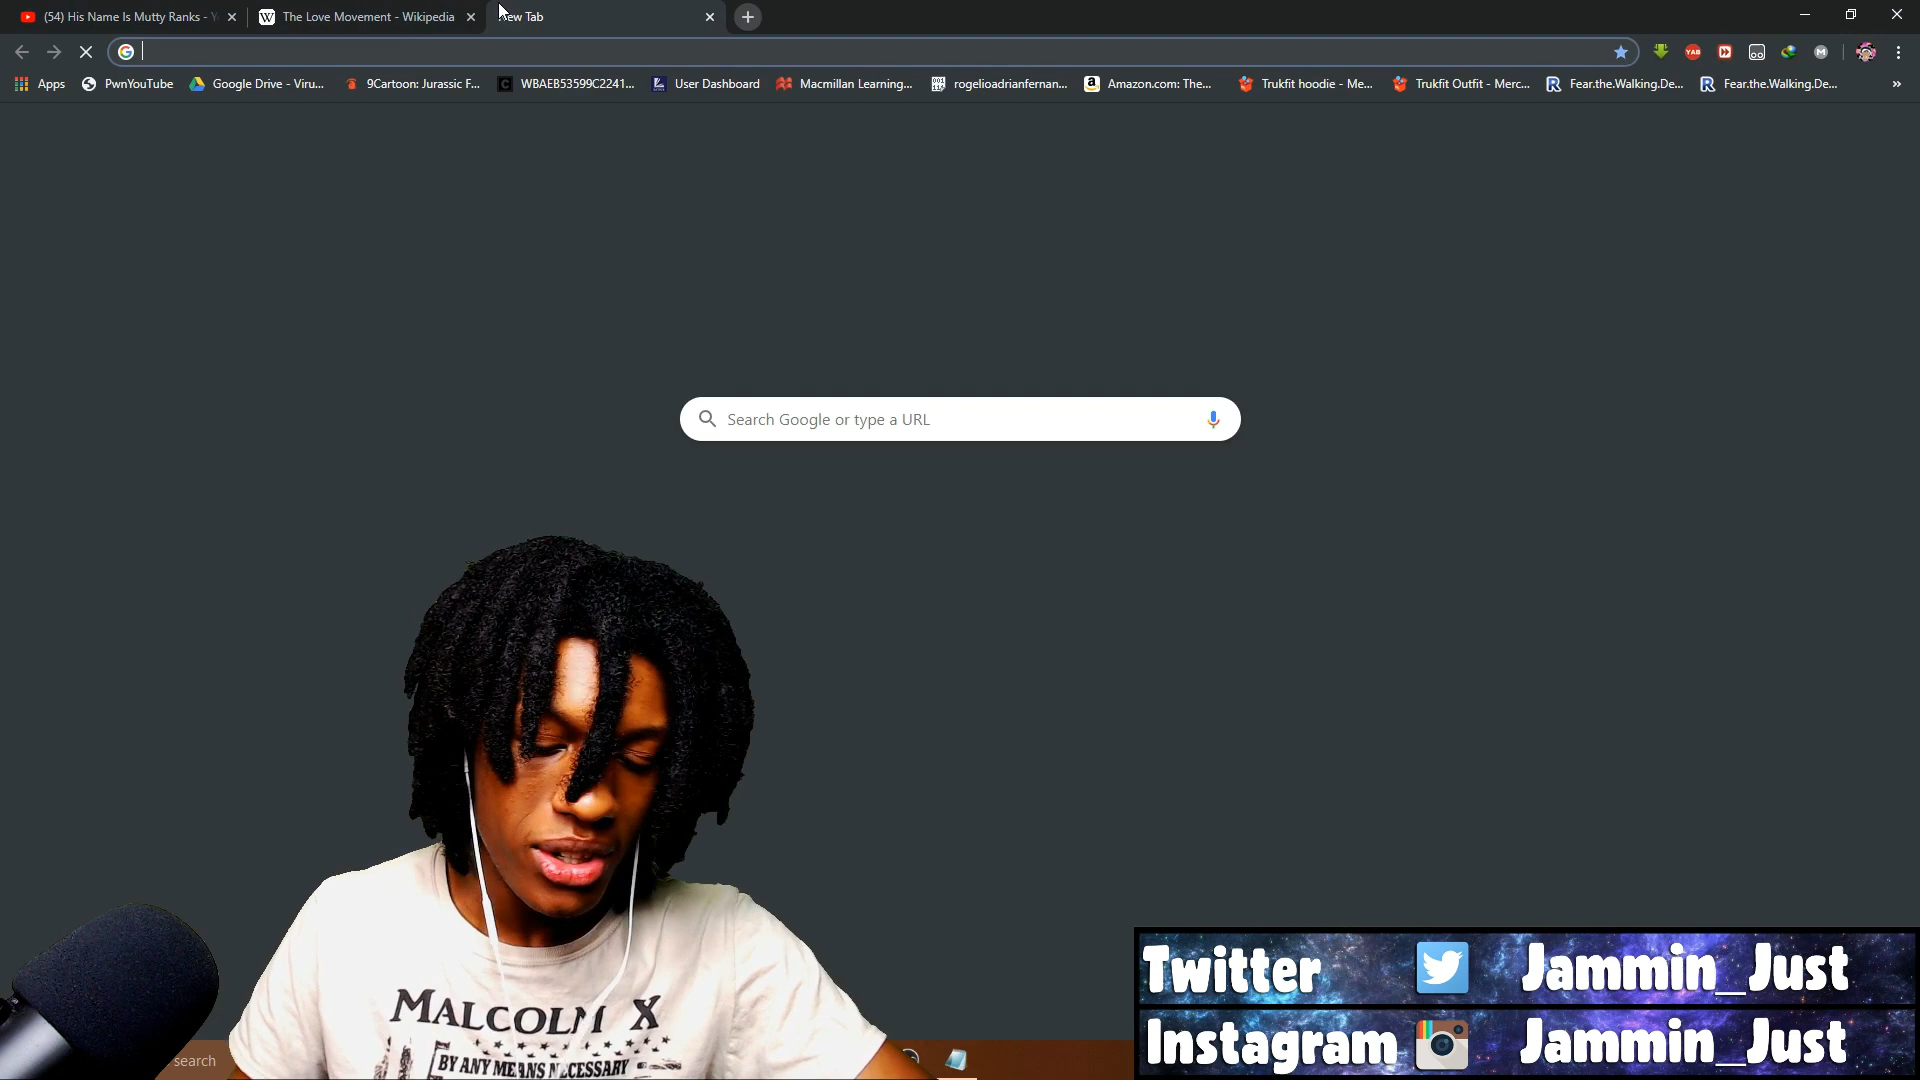 (54) His Name Is Mutty Ranks - Y
The Love Movement - Wikipedia
New Tab
Apps
PwnYouTube
Google Drive - Viru...
9Cartoon: Jurassic F...
WBAEB53599C2241...
User Dashboard
Macmillan Learning...
rogelioadrianfernan...
Amazon.com: The...
Trukfit hoodie - Me...
Trukfit Outfit - Merc...
Fear.the.Walking.De...
Fear.the.Walking.De...
»
Search Google or type a URL
MALCOLM X
BY ANY MEANS NECESSARY
search
Twitter Jammin_Just
Instagram Jammin_Just